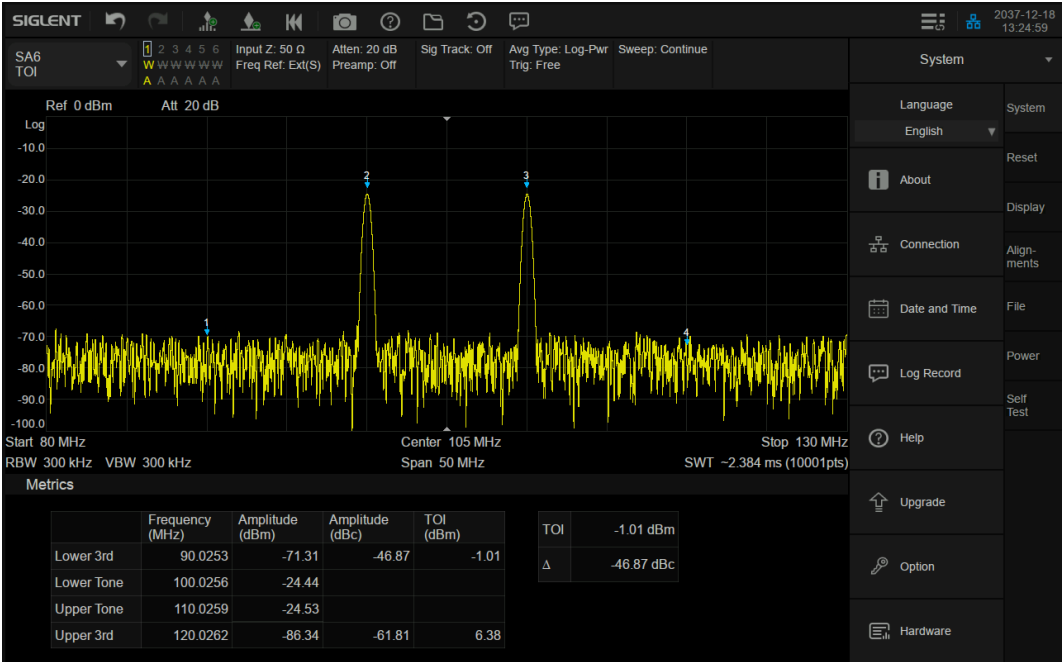 SIGLENT
2037-12-18
13:24:59
SA6
TOI
1 2 3 4 5 6
W W W W W W
A A A A A A
Input Z: 50 Ω
Freq Ref: Ext(S)
Atten: 20 dB
Preamp: Off
Sig Track: Off
Avg Type: Log-Pwr
Trig: Free
Sweep: Continue
System
Ref 0 dBm Att 20 dB
Log
-10.0
-20.0
-30.0
-40.0
-50.0
-60.0
-70.0
-80.0
-90.0
-100.0
1
2
3
4
Start 80 MHz Center 105 MHz Stop 130 MHz
RBW 300 kHz VBW 300 kHz Span 50 MHz SWT ~2.384 ms (10001pts)
Metrics
Frequency (MHz) Amplitude (dBm) Amplitude (dBc) TOI (dBm)
Lower 3rd 90.0253 -71.31 -46.87 -1.01
Lower Tone 100.0256 -24.44
Upper Tone 110.0259 -24.53
Upper 3rd 120.0262 -86.34 -61.81 6.38
TOI -1.01 dBm
Δ -46.87 dBc
Language
English
About
Connection
Date and Time
Log Record
Help
Upgrade
Option
Hardware
System
Reset
Display
Align-
ments
File
Power
Self
Test